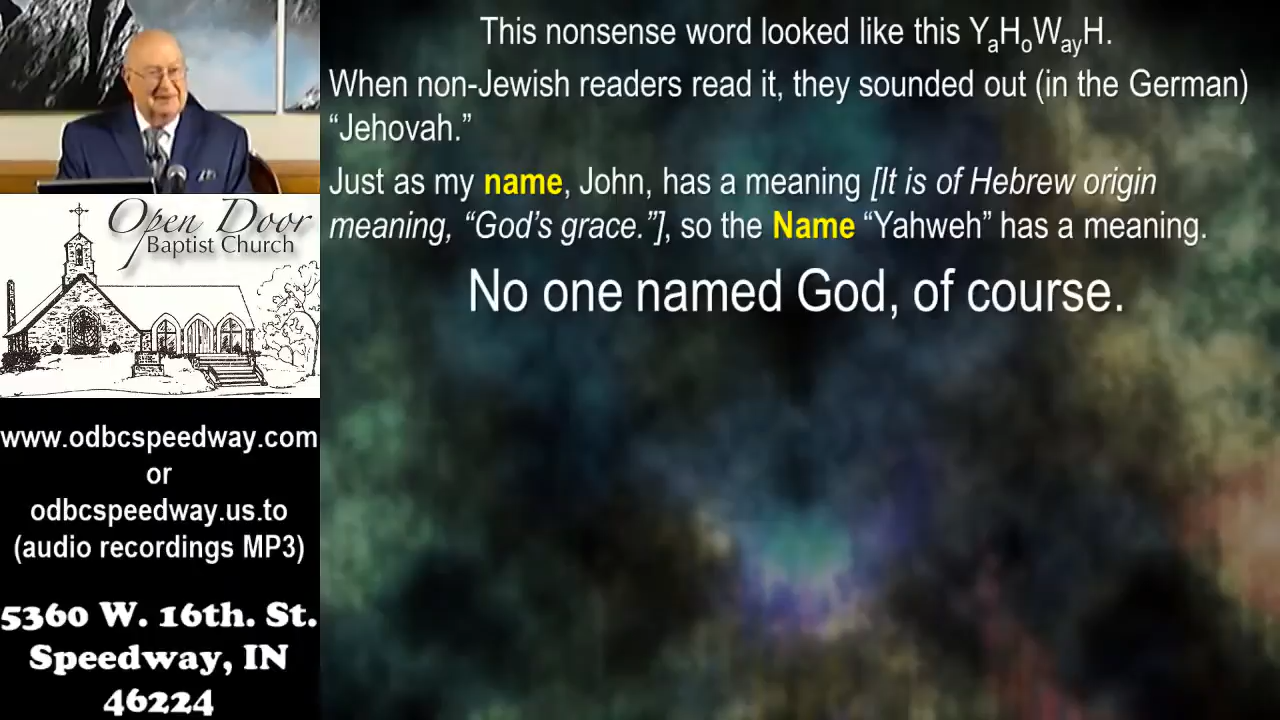 This nonsense word looked like this YaHoWayH.
When non-Jewish readers read it, they sounded out (in the German)
“Jehovah.”
Just as my name, John, has a meaning [It is of Hebrew origin
meaning, “God’s grace.”], so the Name “Yahweh” has a meaning.
No one named God, of course.
Open Door
Baptist Church
www.odbcspeedway.com
or
odbcspeedway.us.to
(audio recordings MP3)
5360 W. 16th. St.
Speedway, IN
46224